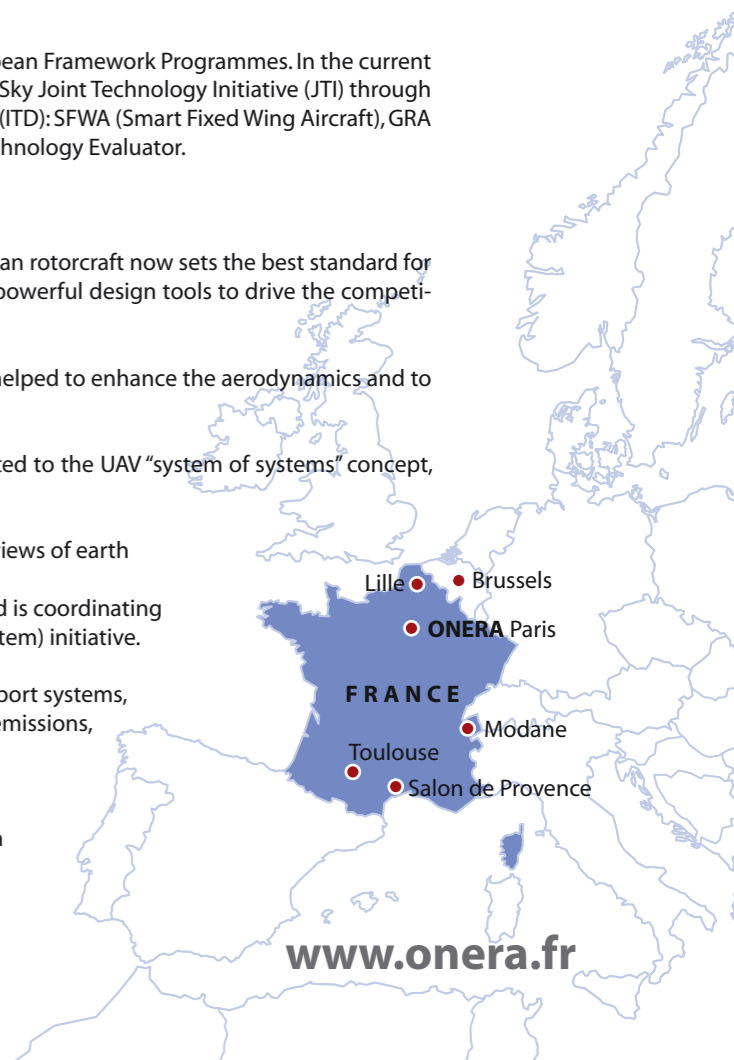 pean Framework Programmes. In the current
Sky Joint Technology Initiative (JTI) through
(ITD): SFWA (Smart Fixed Wing Aircraft), GRA
hnology Evaluator.
an rotorcraft now sets the best standard for
powerful design tools to drive the competi-
helped to enhance the aerodynamics and to
ted to the UAV “system of systems” concept,
iews of earth
d is coordinating
tem) initiative.
port systems,
emissions,
n
Lille
Brussels
ONERA Paris
FRANCE
Modane
Toulouse
Salon de Provence
www.onera.fr